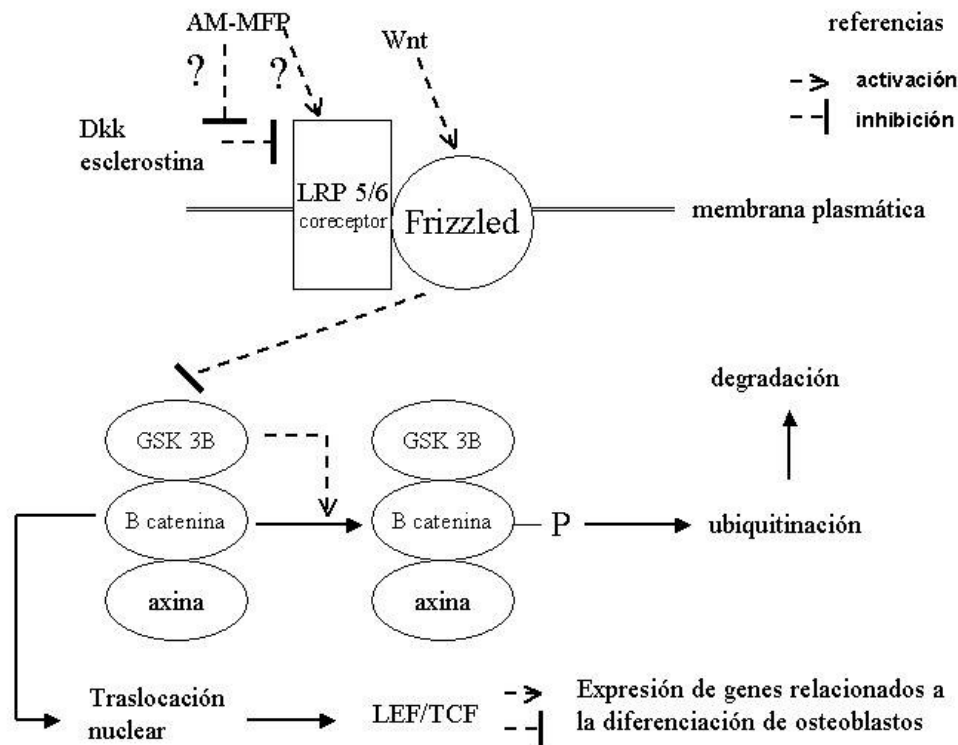 AM-MFP
Wnt
referencias
?
?
activación
inhibición
Dkk
esclerostina
LRP 5/6
coreceptor
Frizzled
membrana plasmática
degradación
GSK 3B
GSK 3B
B catenina
B catenina
P
ubiquitinación
axina
axina
Traslocación
nuclear
LEF/TCF
Expresión de genes relacionados a
la diferenciación de osteoblastos